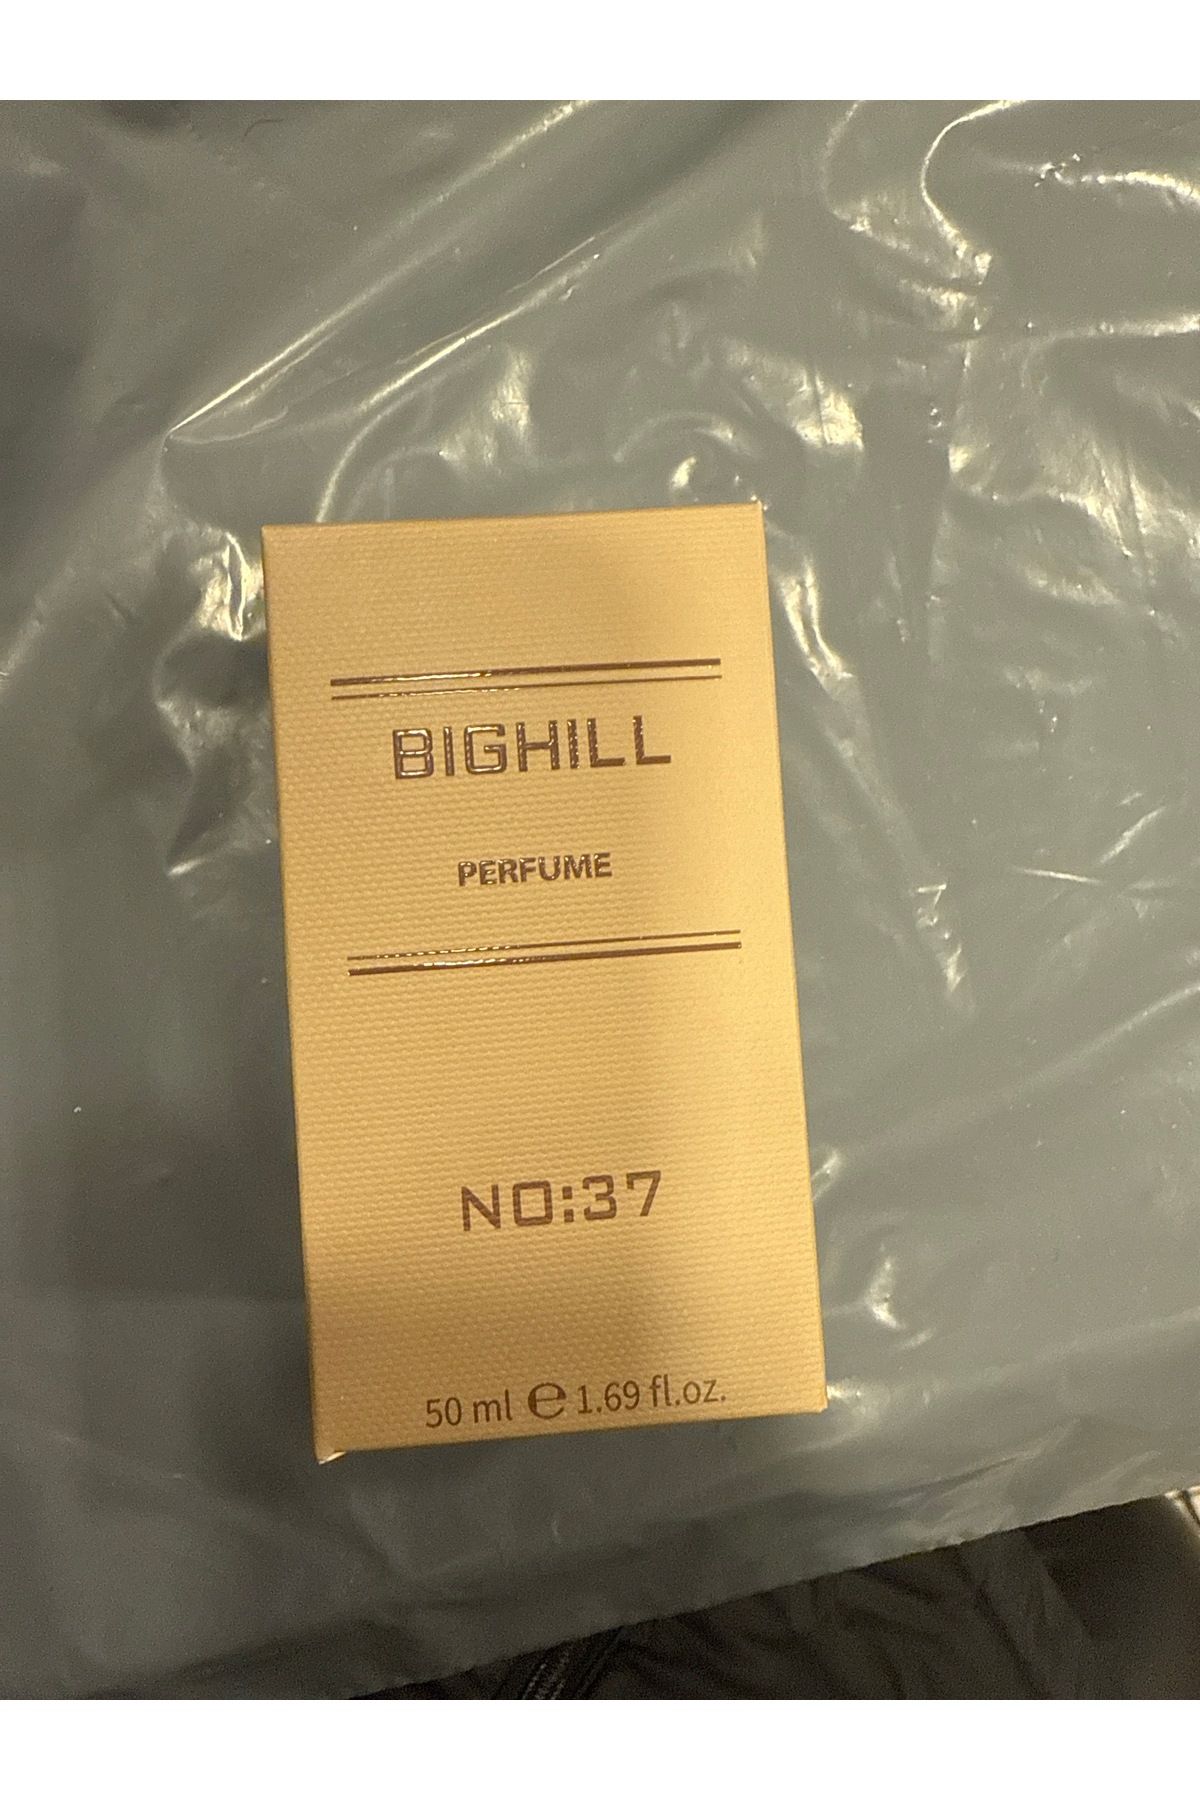 BIGHILL
PERFUME
NO:37
50 ml ℮ 1.69 fl.oz.